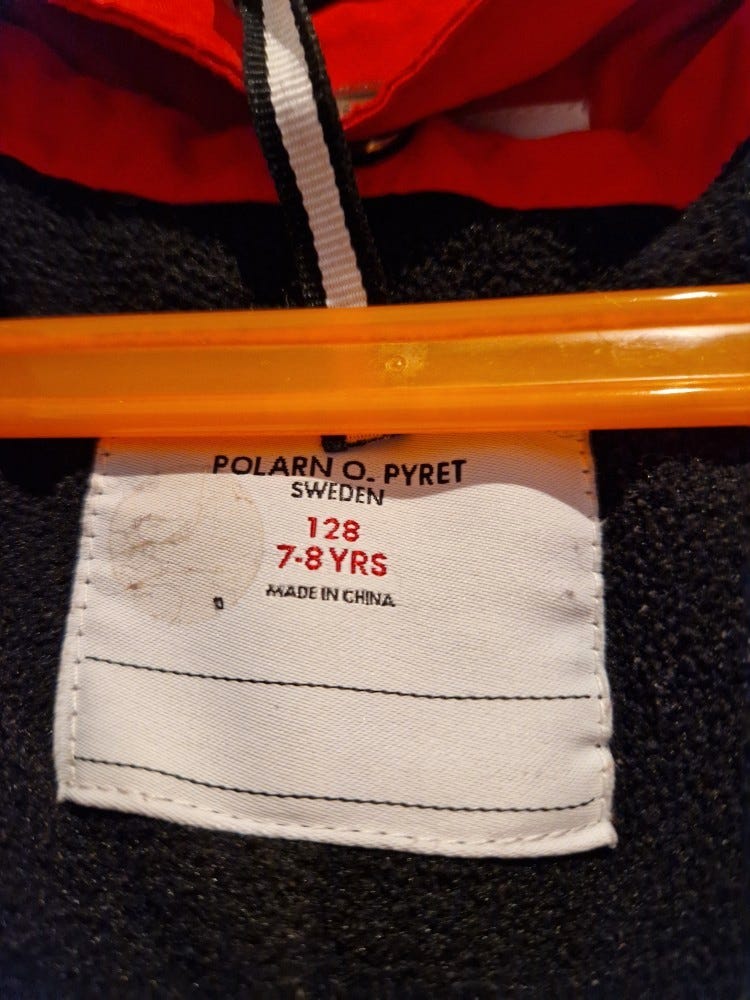 POLARN O. PYRET
SWEDEN
128
7-8 YRS
MADE IN CHINA